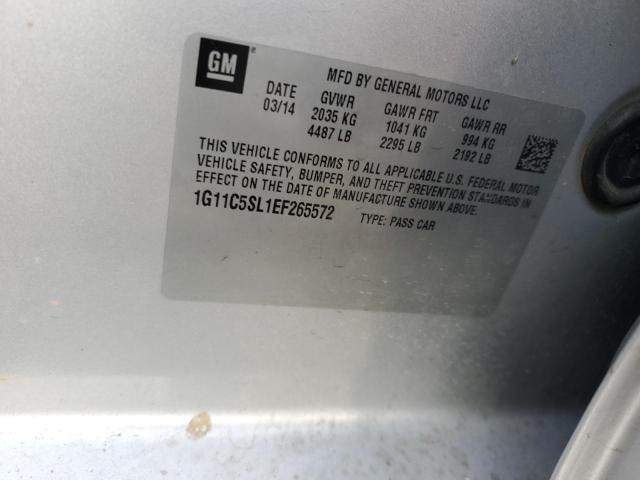 GM ®
MFD BY GENERAL MOTORS LLC
DATE GVWR GAWR FRT GAWR RR
03/14 2035 KG 1041 KG 994 KG
4487 LB 2295 LB 2192 LB
THIS VEHICLE CONFORMS TO ALL APPLICABLE U.S. FEDERAL MOTOR
VEHICLE SAFETY, BUMPER, AND THEFT PREVENTION STANDARDS IN
EFFECT ON THE DATE OF MANUFACTURE SHOWN ABOVE.
1G11C5SL1EF265572 TYPE: PASS CAR